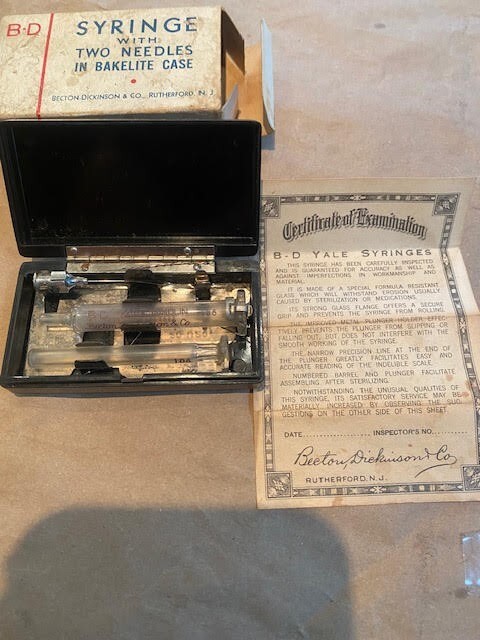 B-D
SYRINGE
WITH
TWO NEEDLES
IN BAKELITE CASE
BECTON-DICKINSON & CO., RUTHERFORD, N. J.
Becton & Co
Certificate of Examination
B-D YALE SYRINGES
THIS SYRINGE HAS BEEN CAREFULLY INSPECTED
AND IS GUARANTEED FOR ACCURACY AS WELL AS
AGAINST IMPERFECTIONS IN WORKMANSHIP AND
MATERIAL.
IT IS MADE OF A SPECIAL FORMULA RESISTANT
GLASS WHICH WILL WITHSTAND EROSION USUALLY
CAUSED BY STERILIZATION OR MEDICATIONS.
ITS STRONG GLASS FLANGE OFFERS A SECURE
GRIP AND PREVENTS THE SYRINGE FROM ROLLING.
THE IMPROVED METAL PLUNGER-HOLDER EFFEC-
TIVELY PREVENTS THE PLUNGER FROM SLIPPING OR
FALLING OUT, BUT DOES NOT INTERFERE WITH THE
SMOOTH WORKING OF THE SYRINGE.
THE NARROW PRECISION LINE AT THE END OF
THE PLUNGER GREATLY FACILITATES EASY AND
ACCURATE READING OF THE INDELIBLE SCALE.
NUMBERED BARREL AND PLUNGER FACILITATE
ASSEMBLING AFTER STERILIZING.
NOTWITHSTANDING THE UNUSUAL QUALITIES OF
THIS SYRINGE, ITS SATISFACTORY SERVICE MAY BE
MATERIALLY INCREASED BY OBSERVING THE SUG-
GESTIONS ON THE OTHER SIDE OF THIS SHEET.
DATE.................. INSPECTOR'S NO...........
Becton, Dickinson & Co
RUTHERFORD, N.J.